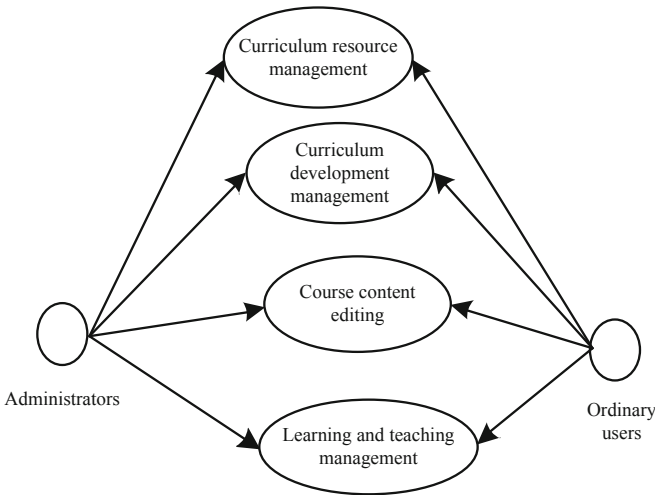 Curriculum resource
management
Curriculum
development
management
Course content
editing
Administrators
Ordinary
users
Learning and teaching
management